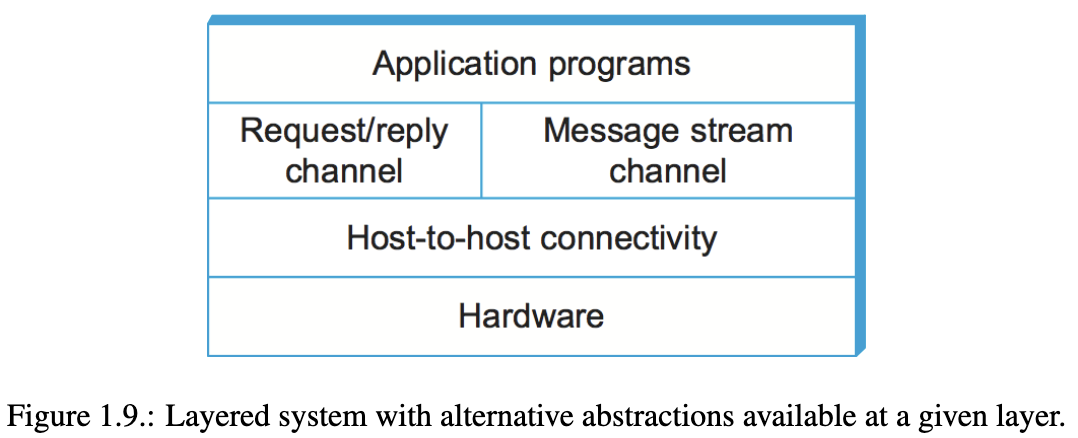 Application programs
Request/reply
channel
Message stream
channel
Host-to-host connectivity
Hardware
Figure 1.9.: Layered system with alternative abstractions available at a given layer.